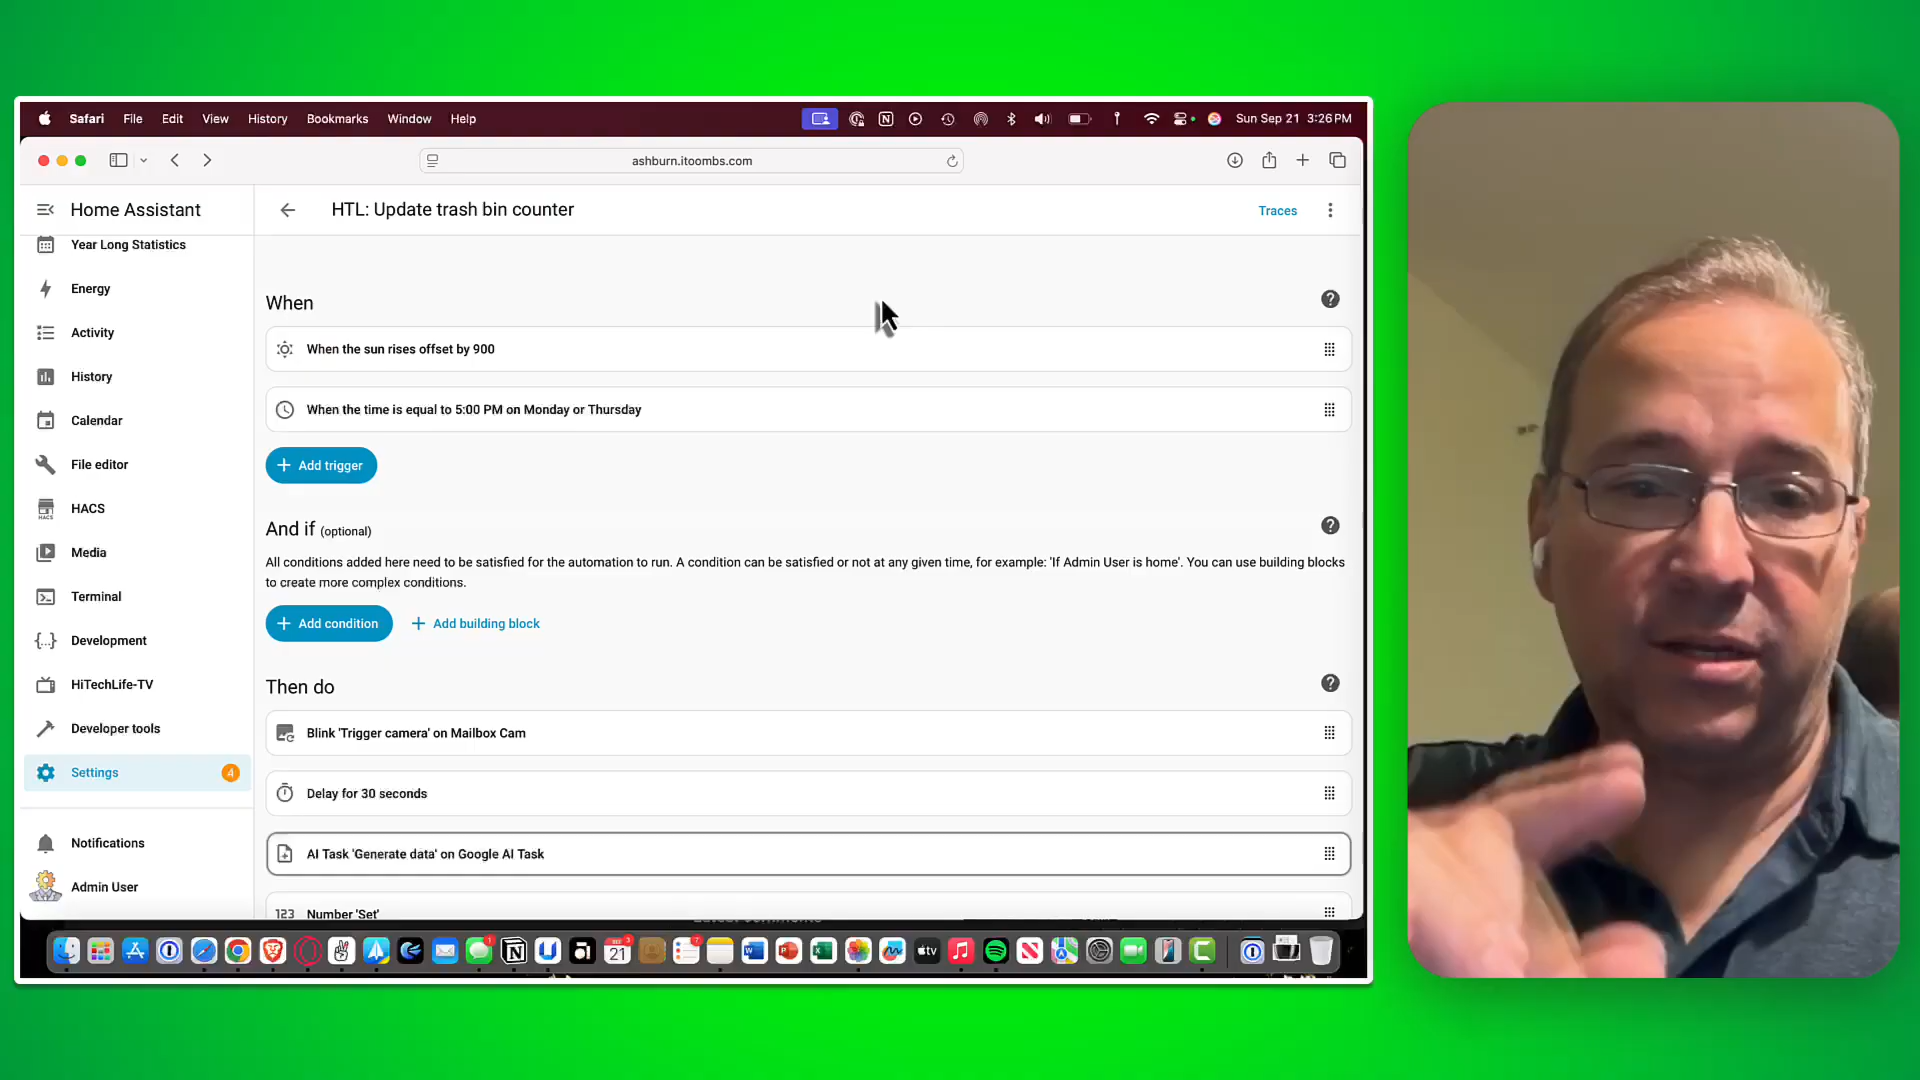 Safari File Edit View History Bookmarks Window Help Sun Sep 21 3:26 PM
ashburn.itoombs.com
Home Assistant
Year Long Statistics
Energy
Activity
History
Calendar
File editor
HACS
HACS
Media
Terminal
Development
HiTechLife-TV
Developer tools
Settings 4
Notifications
Admin User
HTL: Update trash bin counter
Traces
When
When the sun rises offset by 900
When the time is equal to 5:00 PM on Monday or Thursday
+ Add trigger
And if (optional)
All conditions added here need to be satisfied for the automation to run. A condition can be satisfied or not at any given time, for example: 'If Admin User is home'. You can use building blocks
to create more complex conditions.
+ Add condition + Add building block
Then do
Blink 'Trigger camera' on Mailbox Cam
Delay for 30 seconds
AI Task 'Generate data' on Google AI Task
123 Number 'Set'
21
tv